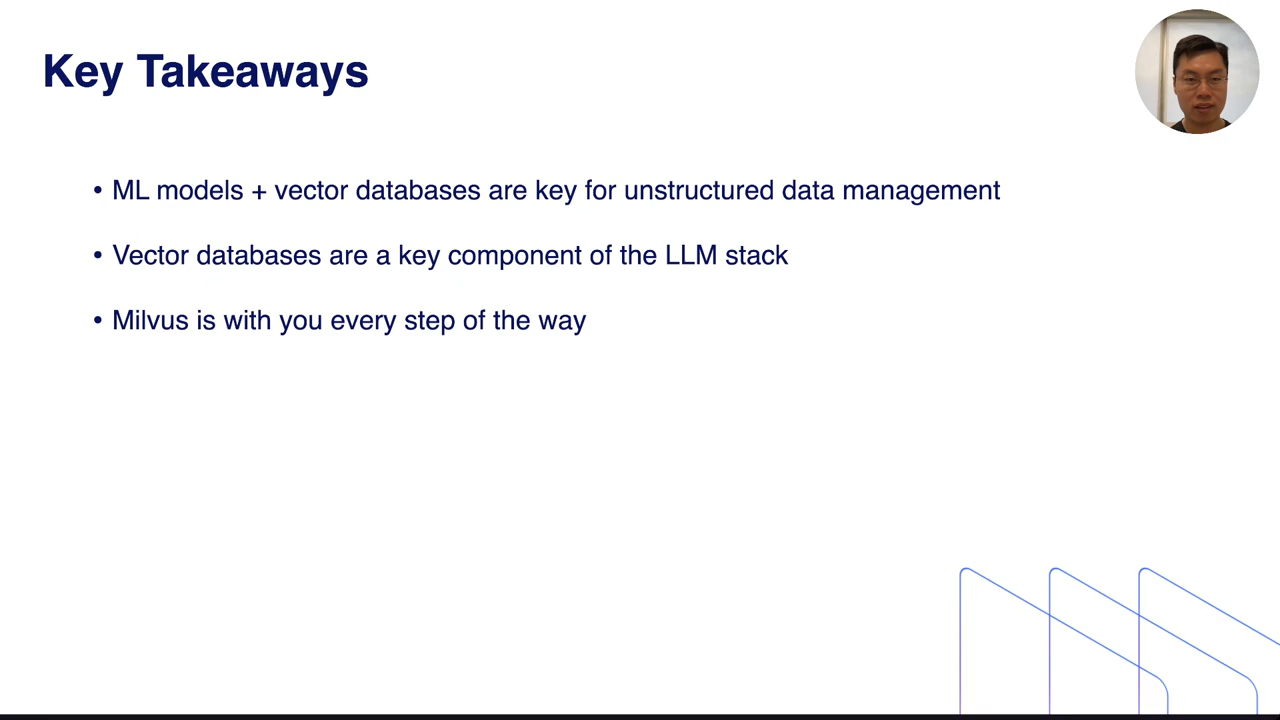 Key Takeaways
• ML models + vector databases are key for unstructured data management
• Vector databases are a key component of the LLM stack
• Milvus is with you every step of the way